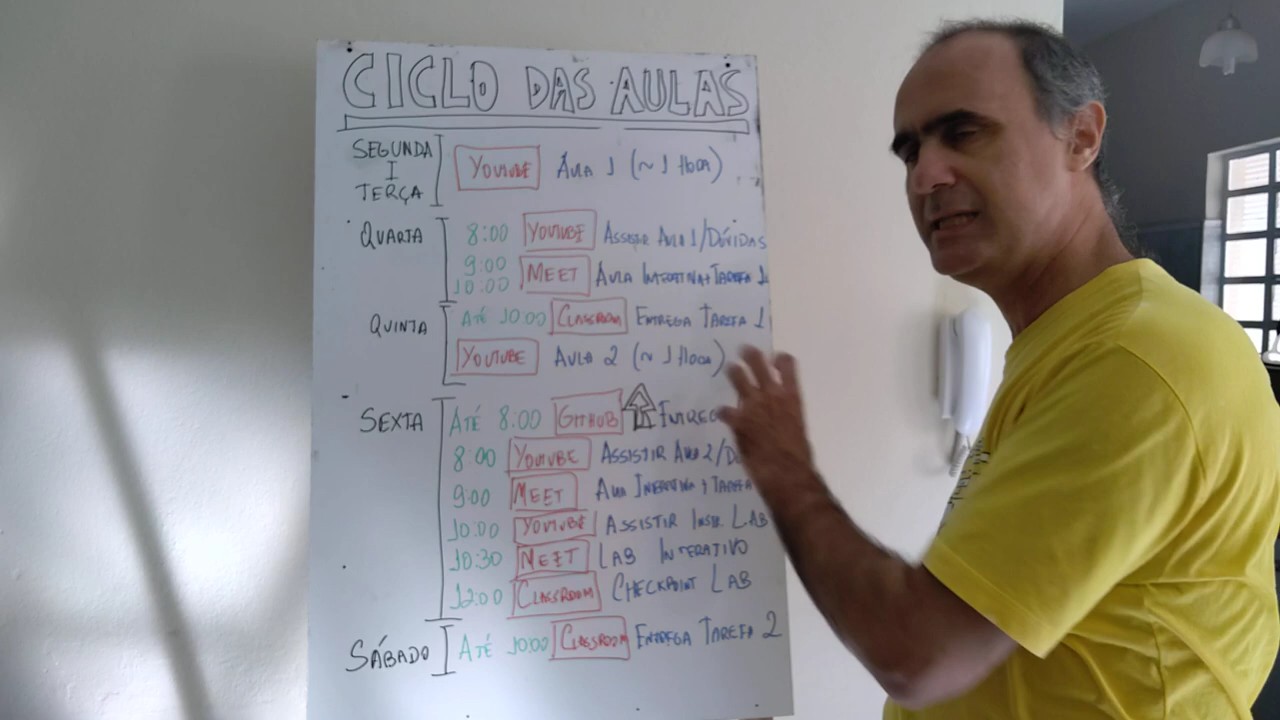 CICLO DAS AULAS
SEGUNDA
I
TERÇA
YOUTUBE AULA 1 (~ 1 HORA)
QUARTA
8:00 YOUTUBE ASSISTIR AULA 1/DÚVIDAS
9:00
10:00 MEET AULA INTERATIVA + TAREFA 1
QUINTA
ATÉ 10:00 CLASSROOM ENTREGA TAREFA 1
YOUTUBE AULA 2 (~ 1 HORA)
SEXTA
ATÉ 8:00 GITHUB
8:00 YOUTUBE ASSISTIR AULA 2/
9:00 MEET AULA INTERATIVA + TAREFA
10:00 YOUTUBE ASSISTIR INSTR. LAB
10:30 MEET LAB INTERATIVO
12:00 CLASSROOM CHECKPOINT LAB
SÁBADO
ATÉ 10:00 CLASSROOM ENTREGA TAREFA 2